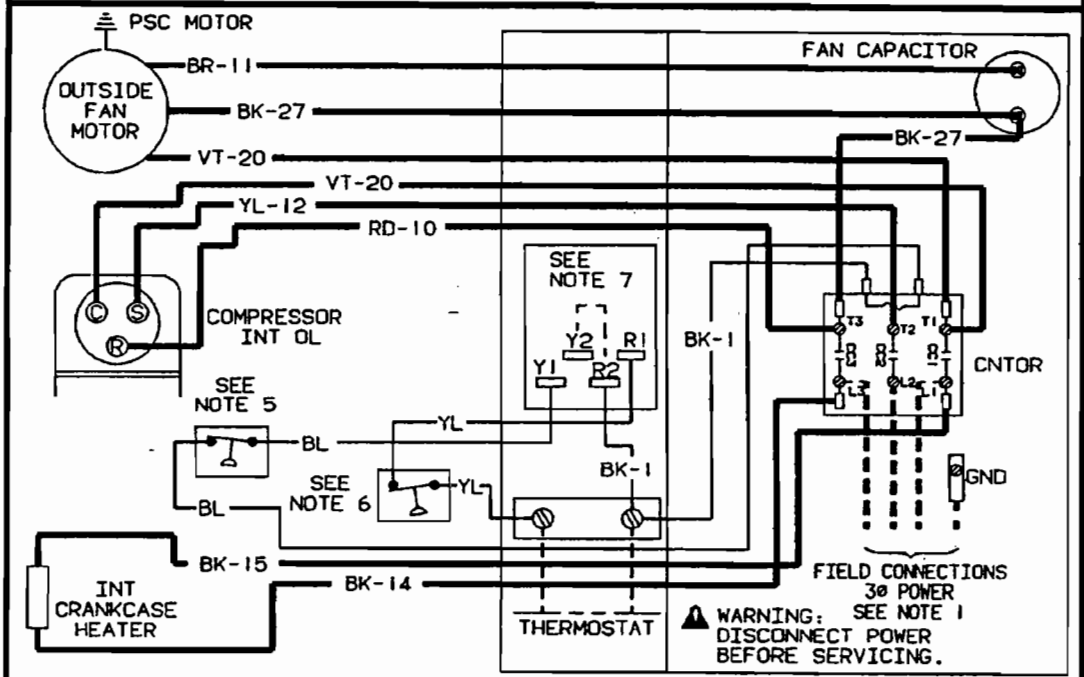 PSC MOTOR
OUTSIDE
FAN
MOTOR
BR-11
BK-27
VT-20
VT-20
YL-12
RD-10
FAN CAPACITOR
BK-27
C
S
R
COMPRESSOR
INT OL
SEE
NOTE 7
Y2
R1
Y1
R2
BK-1
T3
T2
T1
CNTOR
L3
L2
L1
SEE
NOTE 5
BL
YL
BK-1
SEE
NOTE 6
YL
BL
GND
BK-15
BK-14
INT
CRANKCASE
HEATER
THERMOSTAT
FIELD CONNECTIONS
3ø POWER
SEE NOTE 1
WARNING:
DISCONNECT POWER
BEFORE SERVICING.